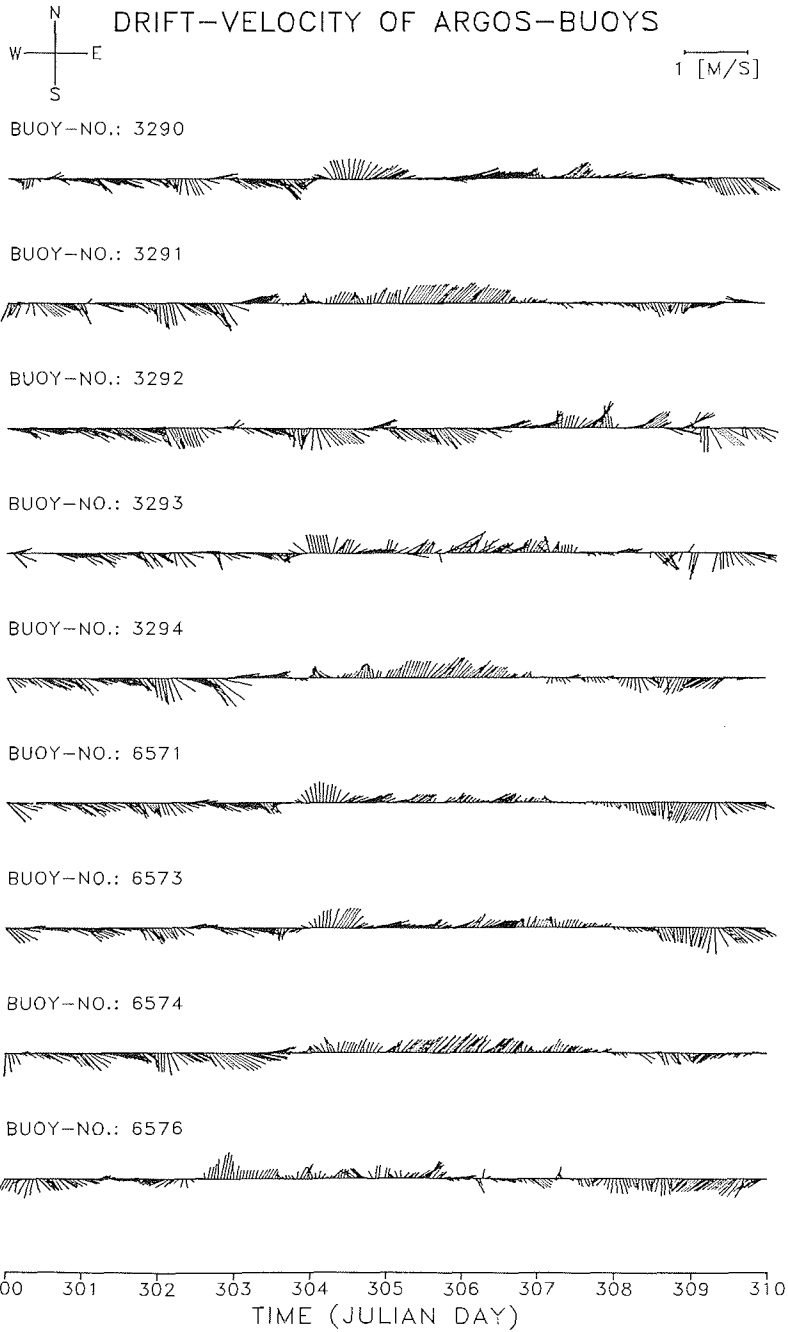 N
DRIFT-VELOCITY OF ARGOS-BUOYS
W E
S
1 [M/S]
BUOY-NO.: 3290
BUOY-NO.: 3291
BUOY-NO.: 3292
BUOY-NO.: 3293
BUOY-NO.: 3294
BUOY-NO.: 6571
BUOY-NO.: 6573
BUOY-NO.: 6574
BUOY-NO.: 6576
00 301 302 303 304 305 306 307 308 309 310
TIME (JULIAN DAY)